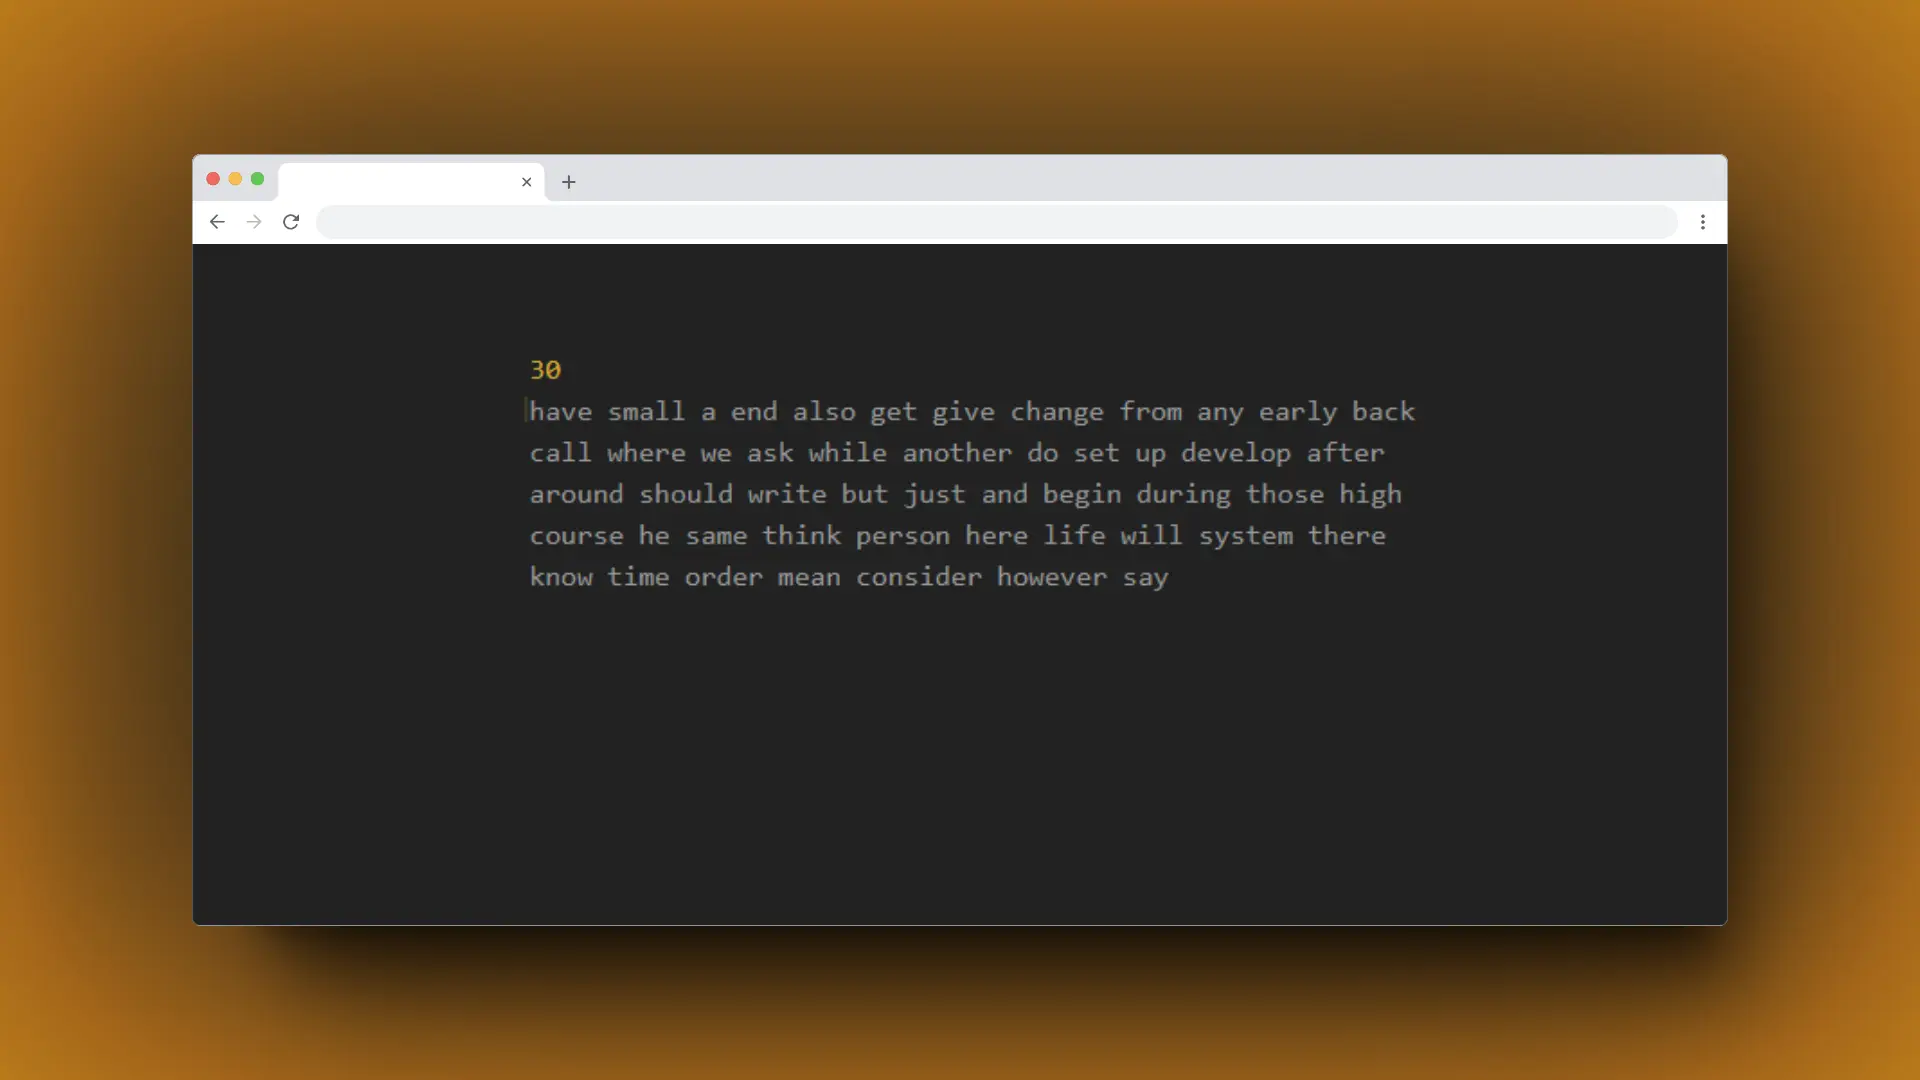 30
have small a end also get give change from any early back
call where we ask while another do set up develop after
around should write but just and begin during those high
course he same think person here life will system there
know time order mean consider however say